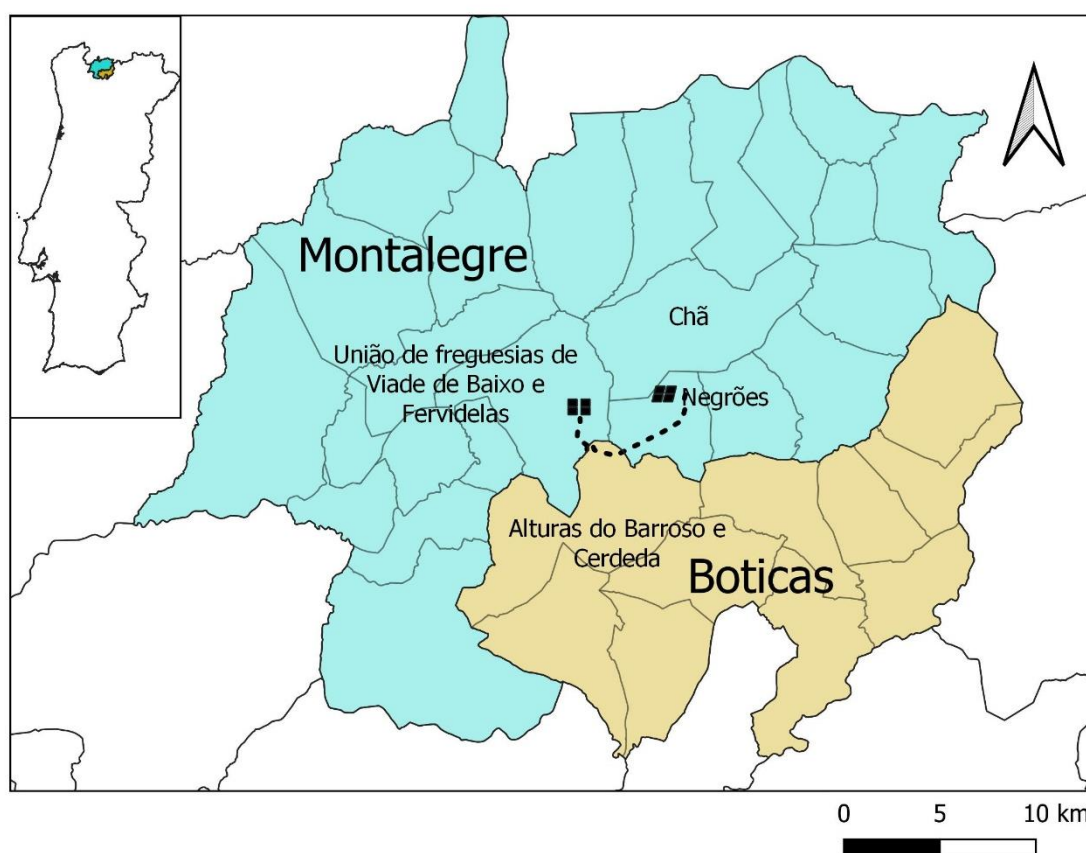 Montalegre
Chã
União de freguesias de
Viade de Baixo e
Fervidelas
Negrões
Alturas do Barroso e
Cerdeda
Boticas
0 5 10 km